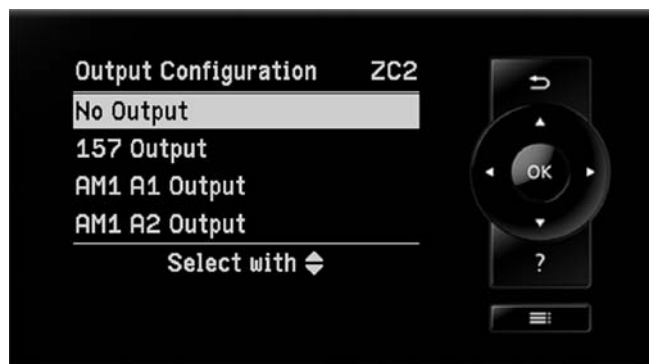 Output Configuration ZC2
No Output
157 Output
AM1 A1 Output
AM1 A2 Output
Select with
OK
?